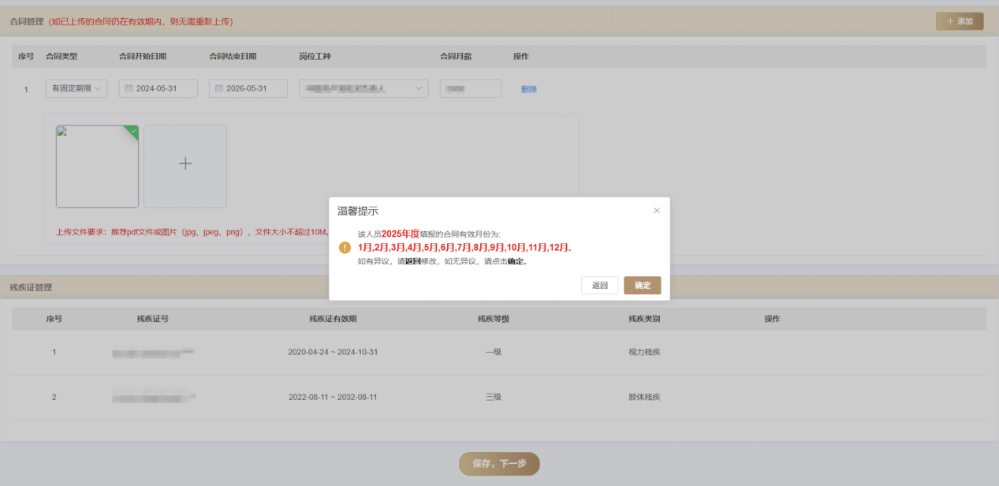 合同管理 (如已上传的合同仍在有效期内，则无需重新上传)
+ 添加
序号 合同类型 合同开始日期 合同结束日期 岗位工种 合同月薪 操作
1 有固定期限 2024-05-31 2026-05-31 删除
温馨提示
该人员2025年度填报的合同有效月份为:
1月,2月,3月,4月,5月,6月,7月,8月,9月,10月,11月,12月。
如有异议，请返回修改，如无异议，请点击确定。
返回 确定
上传文件要求：推荐pdf文件或图片（jpg、jpeg、png），文件大小不超过10M。
残疾证管理
序号 残疾证号 残疾证有效期 残疾等级 残疾类别 操作
1 2020-04-24 ~ 2024-10-31 一级 视力残疾
2 2022-08-11 ~ 2032-08-11 三级 肢体残疾
保存，下一步